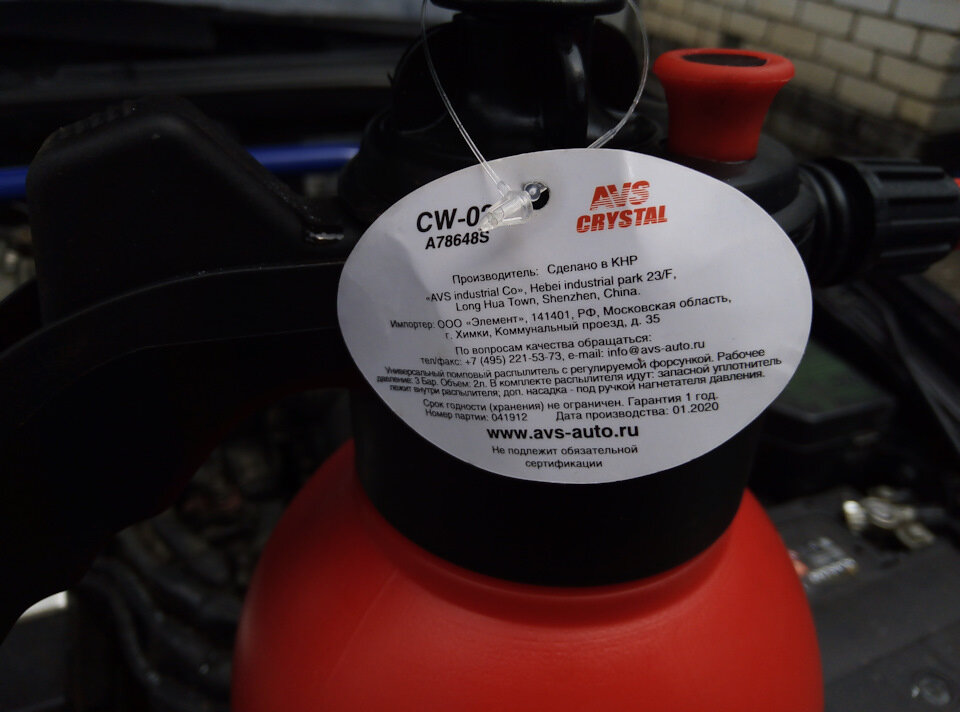 AVS
CRYSTAL
A78648S
Производитель: Сделано в КНР
«AVS industrial Co», Hebei industrial park 23/F,
Long Hua Town, Shenzhen, China.
Импортер: ООО «Элемент», 141401, РФ, Московская область,
г. Химки, Коммунальный проезд, д. 35
По вопросам качества обращаться:
тел/факс: +7 (495) 221-53-73, e-mail: info@avs-auto.ru
Универсальный помповый распылитель с регулируемой форсункой. Рабочее
давление: 3 Бар. Объем: 2л. В комплекте распылителя идут: запасной уплотнитель
лежит внутри распылителя; доп. насадка - под ручкой нагнетателя давления.
Срок годности (хранения) не ограничен. Гарантия 1 год.
Номер партии: 041912 Дата производства: 01.2020
www.avs-auto.ru
Не подлежит обязательной
сертификации